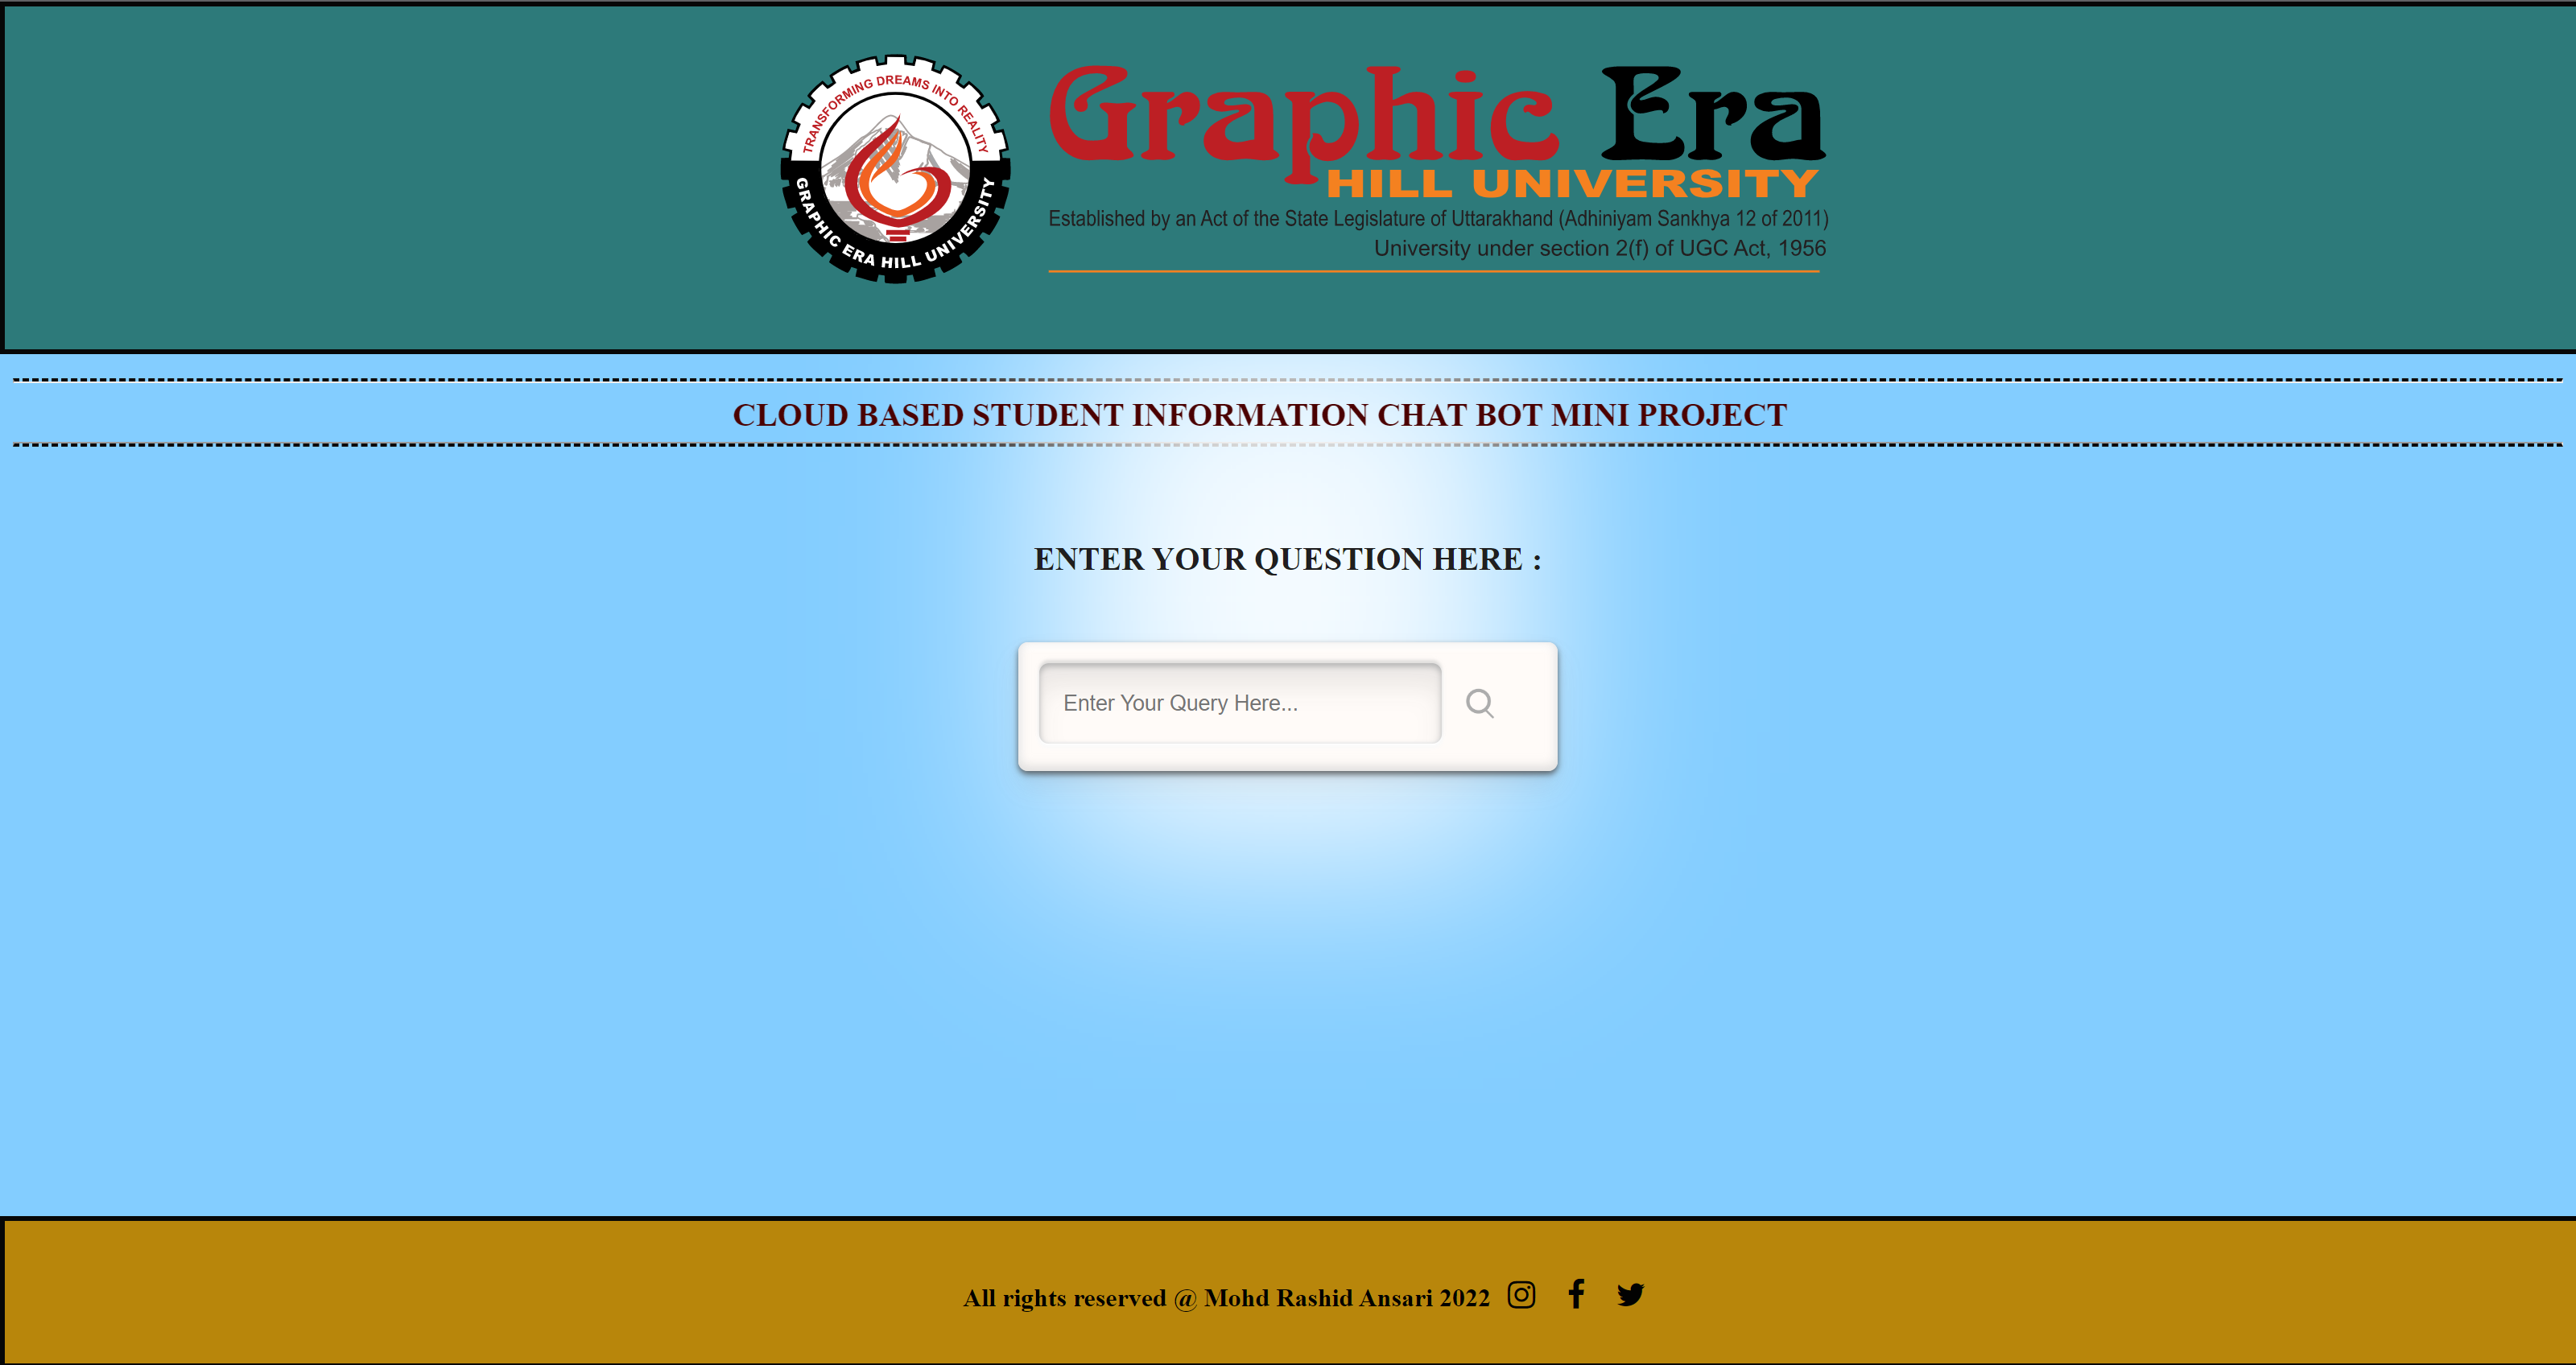 TRANSFORMING DREAMS INTO REALITY
GRAPHIC ERA HILL UNIVERSITY
Graphic Era
HILL UNIVERSITY
Established by an Act of the State Legislature of Uttarakhand (Adhiniyam Sankhya 12 of 2011)
University under section 2(f) of UGC Act, 1956
CLOUD BASED STUDENT INFORMATION CHAT BOT MINI PROJECT
ENTER YOUR QUESTION HERE :
Enter Your Query Here...
All rights reserved @ Mohd Rashid Ansari 2022